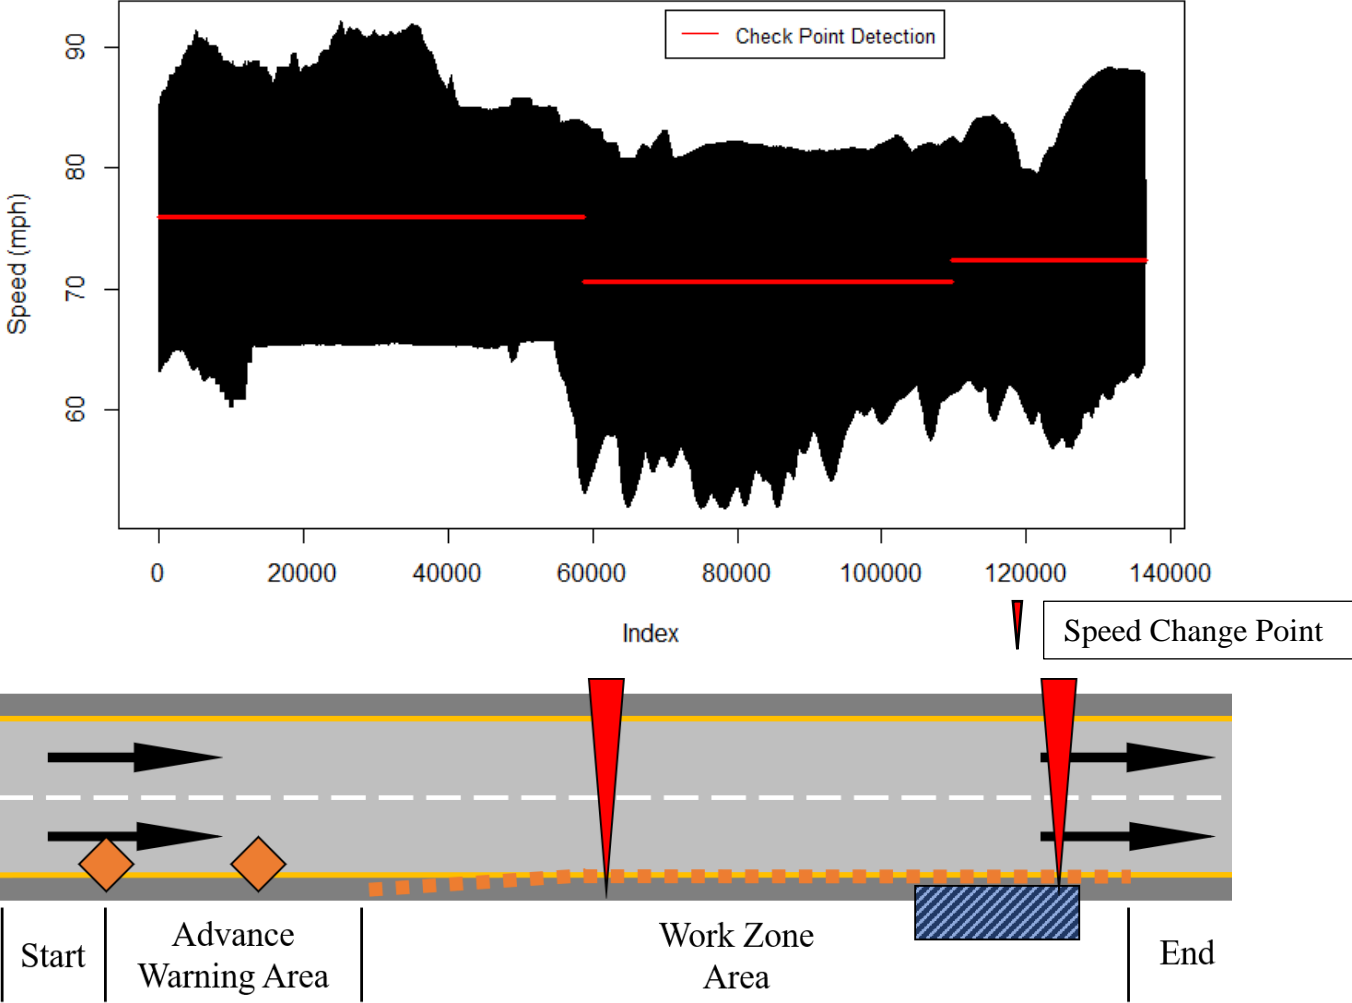 Check Point Detection
90
80
70
60
Speed (mph)
0 20000 40000 60000 80000 100000 120000 140000
Index
Speed Change Point
Start
Advance
Warning Area
Work Zone
Area
End